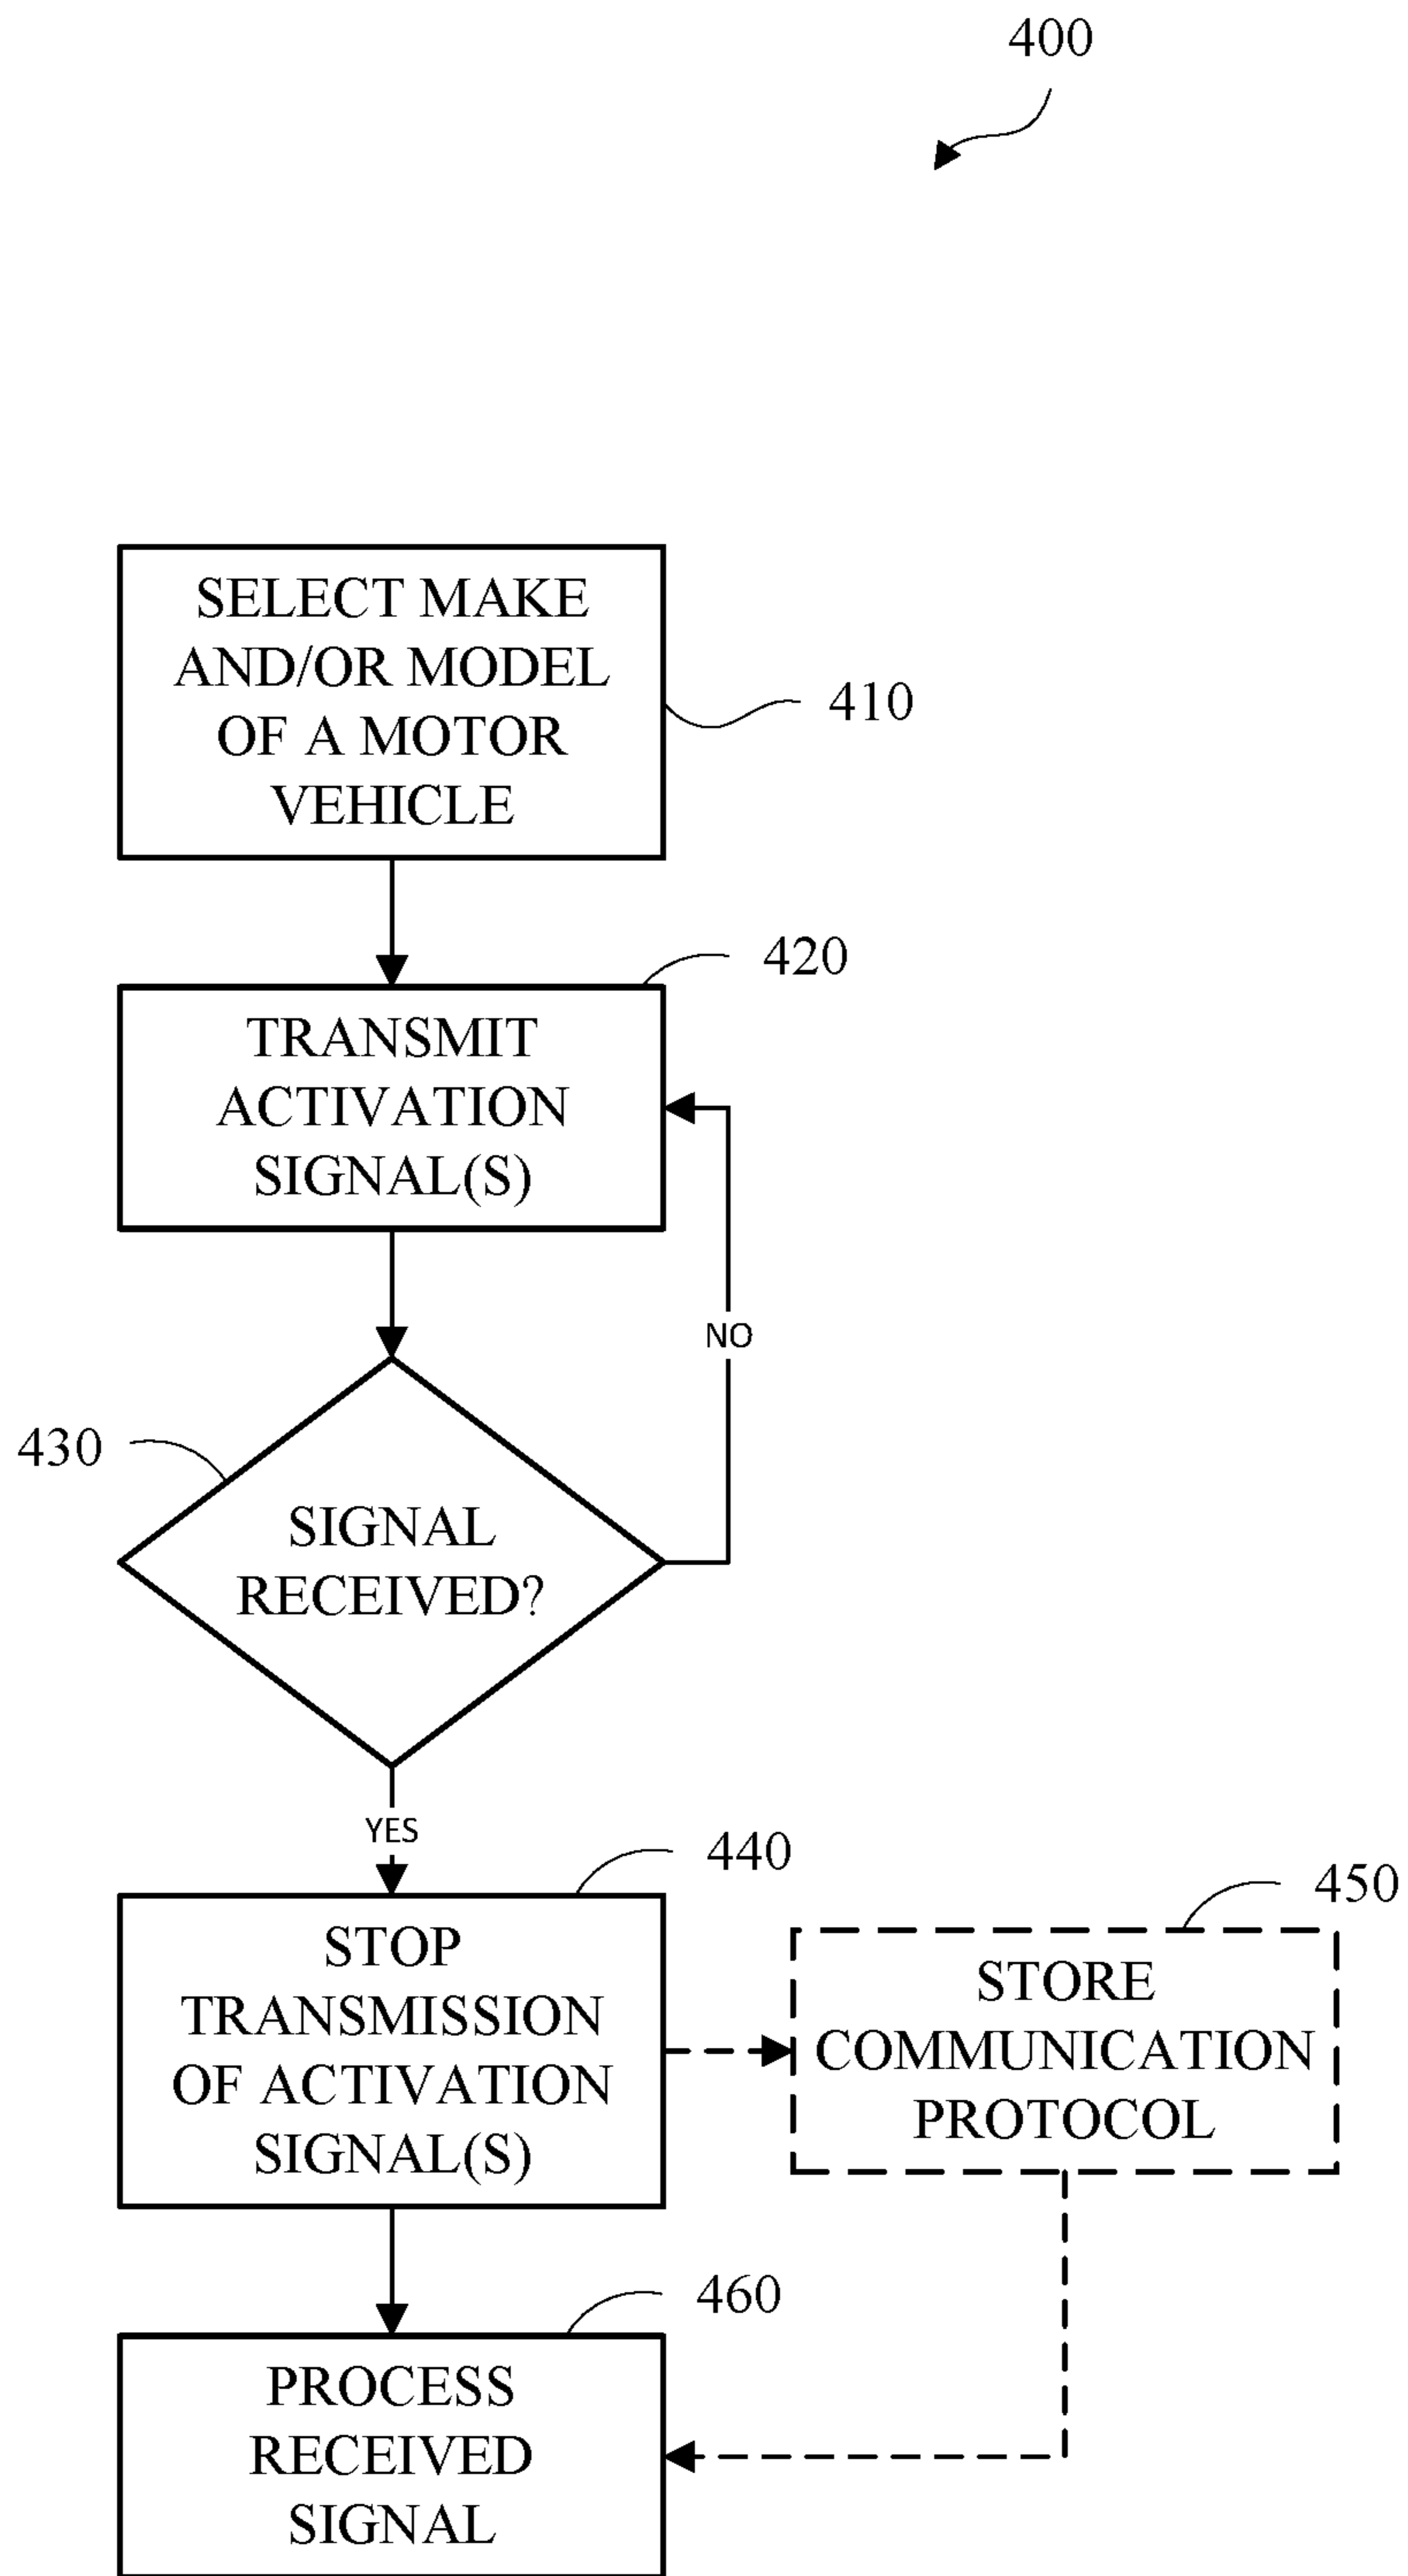 400
SELECT MAKE
AND/OR MODEL
OF A MOTOR
VEHICLE
410
420
TRANSMIT
ACTIVATION
SIGNAL(S)
NO
430
SIGNAL
RECEIVED?
YES
440
STOP
TRANSMISSION
OF ACTIVATION
SIGNAL(S)
450
STORE
COMMUNICATION
PROTOCOL
460
PROCESS
RECEIVED
SIGNAL